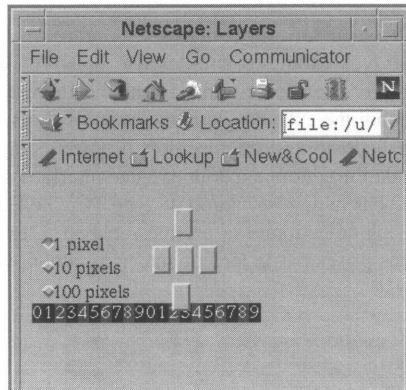 Netscape: Layers
File Edit View Go Communicator
N
Bookmarks Location: file:/u/
Internet Lookup New&Cool Netc
1 pixel
10 pixels
100 pixels
01234567890123456789